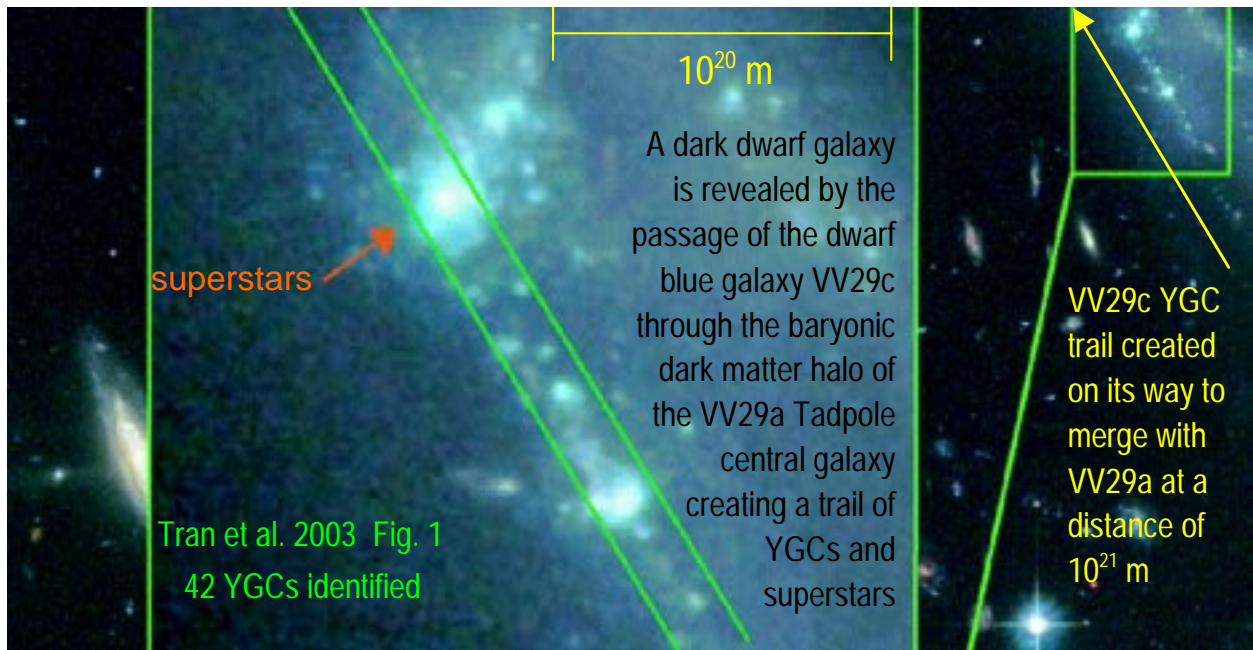 10²⁰ m
A dark dwarf galaxy
is revealed by the
passage of the dwarf
blue galaxy VV29c
through the baryonic
dark matter halo of
the VV29a Tadpole
central galaxy
creating a trail of
YGCs and
superstars
superstars
Tran et al. 2003 Fig. 1
42 YGCs identified
VV29c YGC
trail created
on its way to
merge with
VV29a at a
distance of
10²¹ m